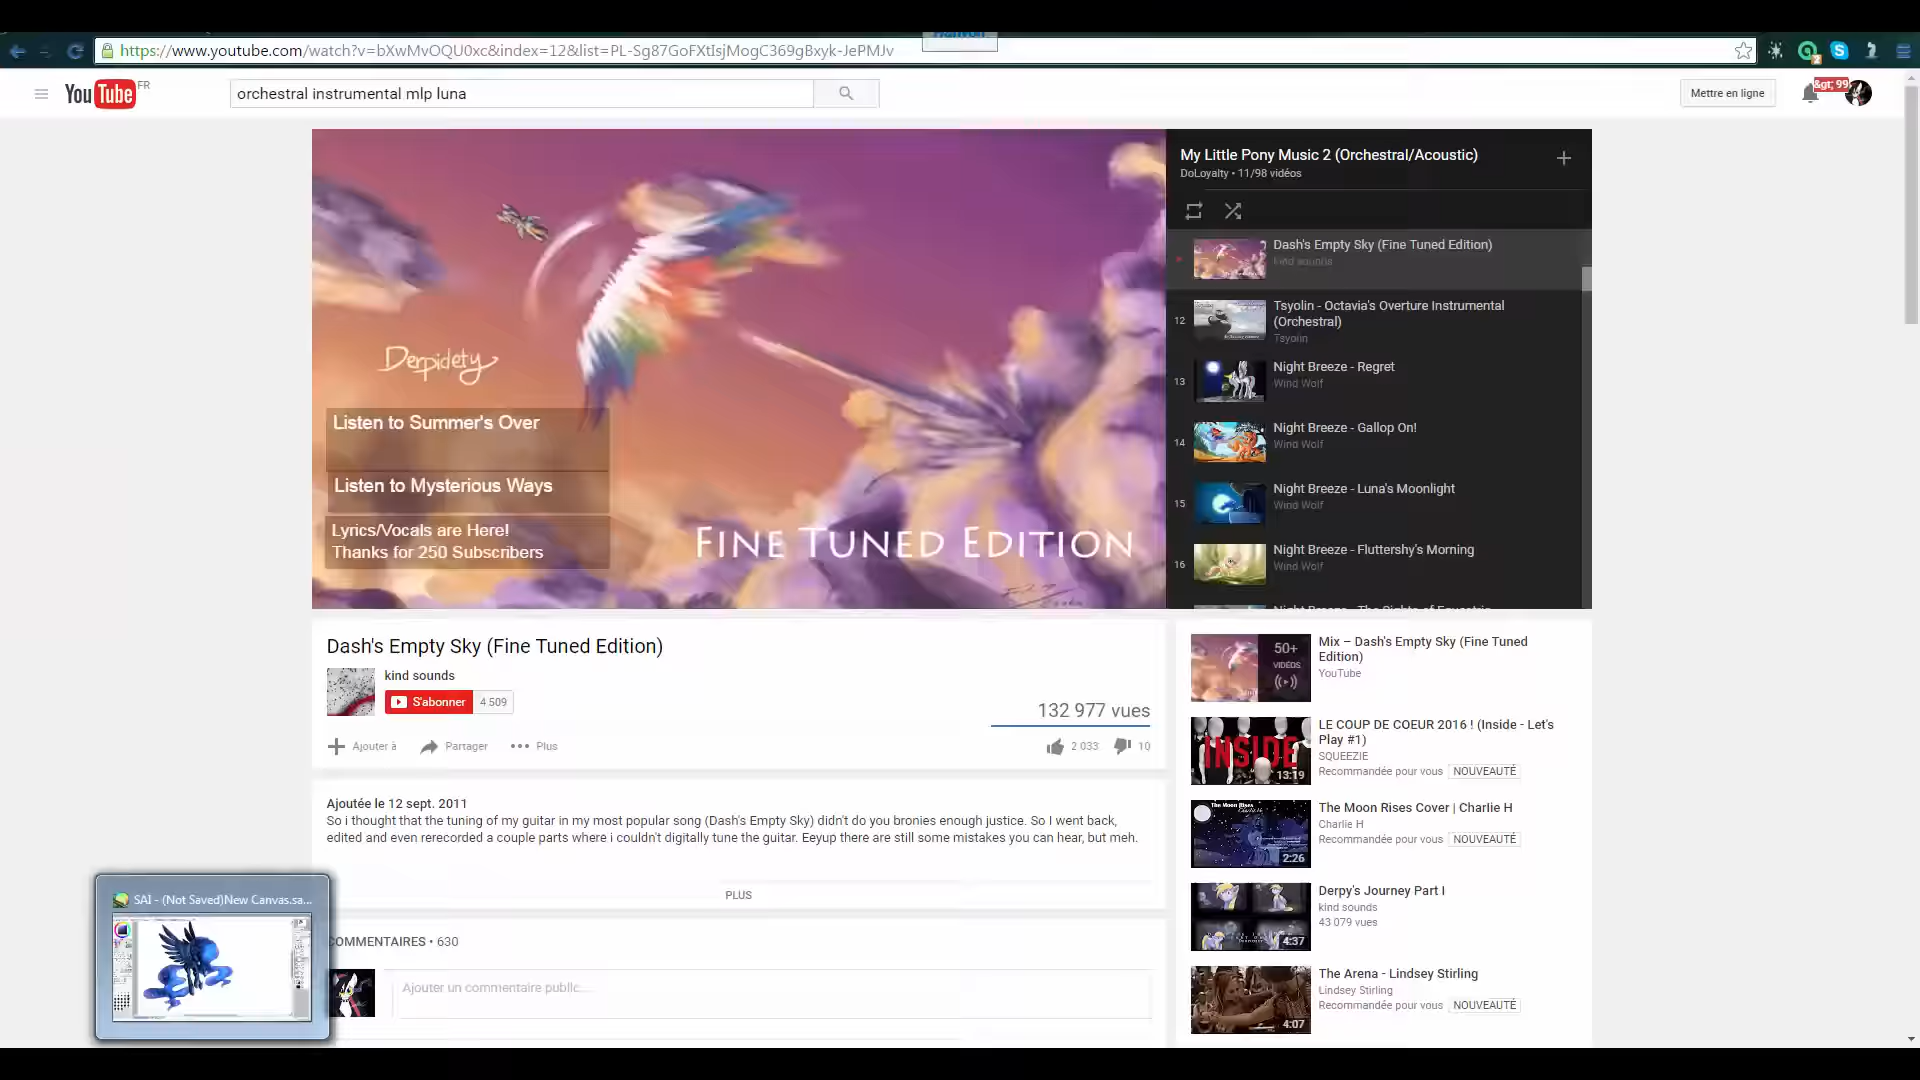 https://www.youtube.com/watch?v=bXwMvOQU0xc&index=12&list=PL-Sg87GoFXtIsjMogC369gBxyk-JePMJv
2
YouTube FR
orchestral instrumental mlp luna
Mettre en ligne
&gt; 99
Derpidety
Listen to Summer's Over
Listen to Mysterious Ways
Lyrics/Vocals are Here!
Thanks for 250 Subscribers
FINE TUNED EDITION
My Little Pony Music 2 (Orchestral/Acoustic)
DoLoyalty • 11/98 vidéos
Dash's Empty Sky (Fine Tuned Edition)
kind sounds
12
Tsyolin - Octavia's Overture Instrumental
(Orchestral)
Tsyolin
13
Night Breeze - Regret
Wind Wolf
14
Night Breeze - Gallop On!
Wind Wolf
15
Night Breeze - Luna's Moonlight
Wind Wolf
16
Night Breeze - Fluttershy's Morning
Wind Wolf
Dash's Empty Sky (Fine Tuned Edition)
kind sounds
S'abonner
4 509
132 977 vues
Ajouter à
Partager
Plus
2 033
10
Ajoutée le 12 sept. 2011
So i thought that the tuning of my guitar in my most popular song (Dash's Empty Sky) didn't do you bronies enough justice. So I went back,
edited and even rerecorded a couple parts where i couldn't digitally tune the guitar. Eeyup there are still some mistakes you can hear, but meh.
PLUS
COMMENTAIRES • 630
Ajouter un commentaire public...
SAI - (Not Saved)New Canvas.sa...
50+
VIDÉOS
Mix – Dash's Empty Sky (Fine Tuned
Edition)
YouTube
INSIDE
13:19
LE COUP DE COEUR 2016 ! (Inside - Let's
Play #1)
SQUEEZIE
Recommandée pour vous
NOUVEAUTÉ
The Moon Rises
2:26
The Moon Rises Cover | Charlie H
Charlie H
Recommandée pour vous
NOUVEAUTÉ
4:37
Derpy's Journey Part I
kind sounds
43 079 vues
4:07
The Arena - Lindsey Stirling
Lindsey Stirling
Recommandée pour vous
NOUVEAUTÉ